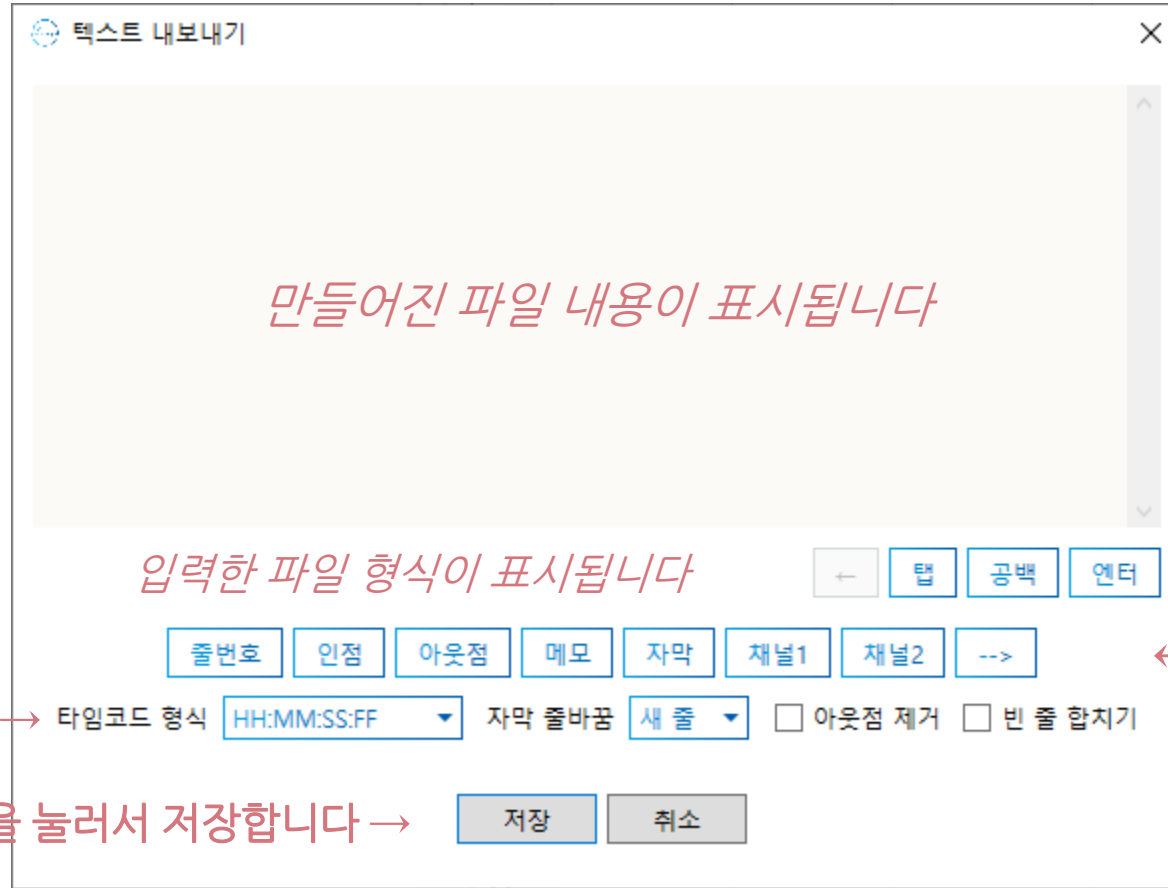 텍스트 내보내기
만들어진 파일 내용이 표시됩니다
입력한 파일 형식이 표시됩니다
← 탭 공백 엔터
줄번호 인점 아웃점 메모 자막 채널1 채널2 --> ←
→ 타임코드 형식 HH:MM:SS:FF 자막 줄바꿈 새 줄 아웃점 제거 빈 줄 합치기
을 눌러서 저장합니다 → 저장 취소